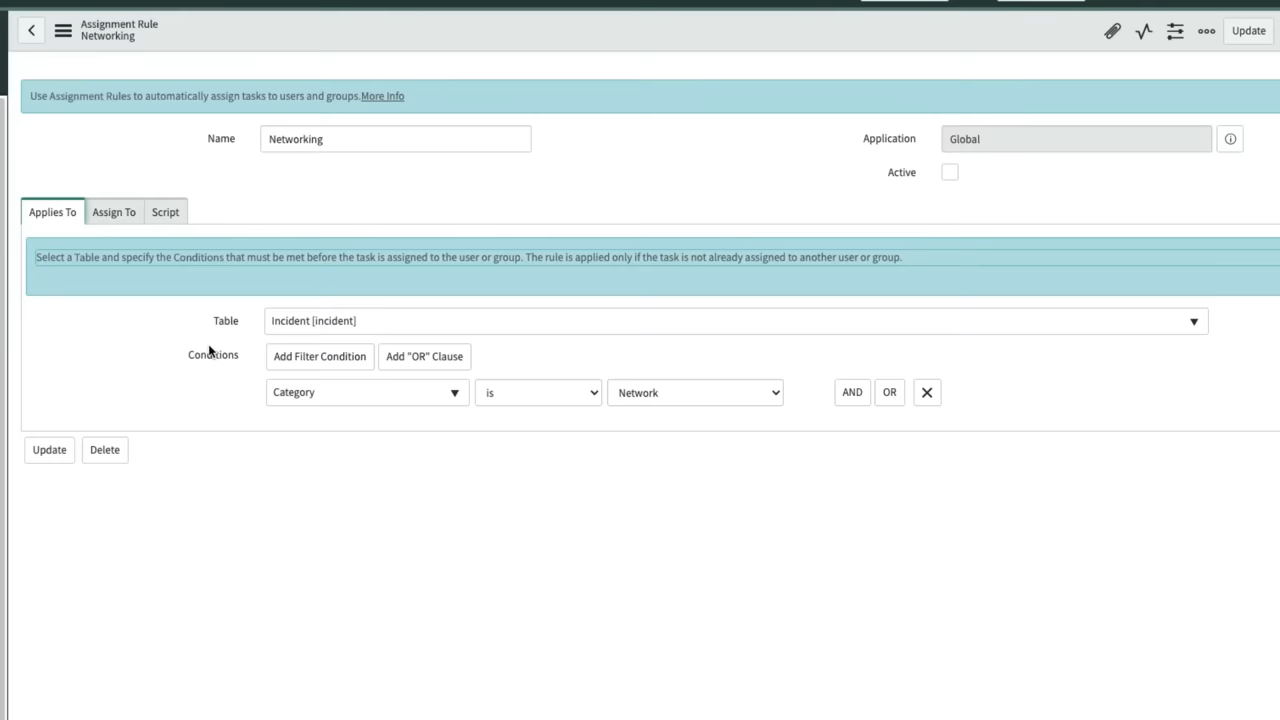 Assignment Rule
Networking
Update
Use Assignment Rules to automatically assign tasks to users and groups.More Info
Name
Networking
Application
Global
Active
Applies To
Assign To
Script
Select a Table and specify the Conditions that must be met before the task is assigned to the user or group. The rule is applied only if the task is not already assigned to another user or group.
Table
Incident [incident]
Conditions
Add Filter Condition
Add "OR" Clause
Category
is
Network
AND
OR
Update
Delete